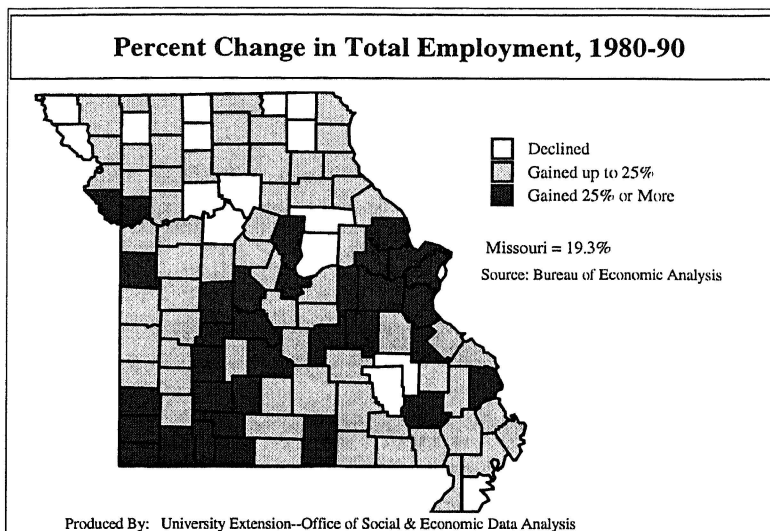 Percent Change in Total Employment, 1980-90
Declined
Gained up to 25%
Gained 25% or More
Missouri = 19.3%
Source: Bureau of Economic Analysis
Produced By: University Extension--Office of Social & Economic Data Analysis